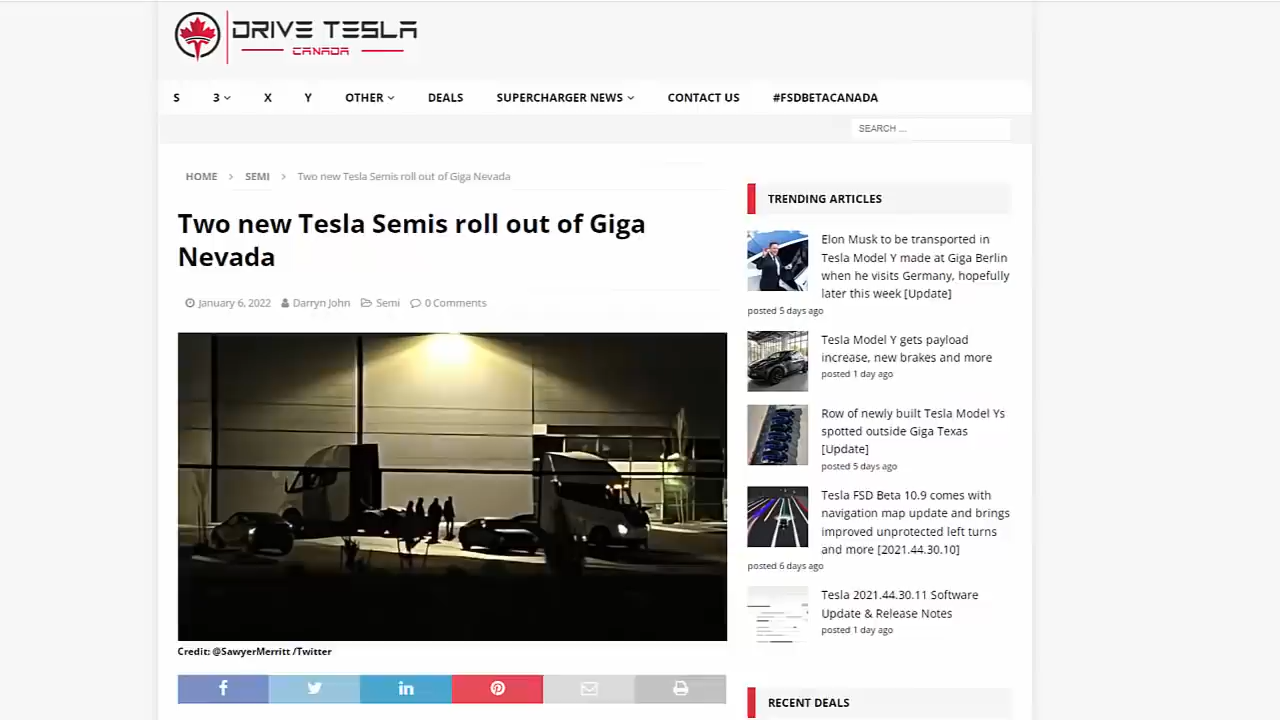 DRIVE TESLA
CANADA
S
3
X
Y
OTHER
DEALS
SUPERCHARGER NEWS
CONTACT US
#FSDBETACANADA
SEARCH ...
HOME > SEMI > Two new Tesla Semis roll out of Giga Nevada
Two new Tesla Semis roll out of Giga
Nevada
January 6, 2022 Darryn John Semi 0 Comments
Credit: @SawyerMerritt /Twitter
TRENDING ARTICLES
Elon Musk to be transported in
Tesla Model Y made at Giga Berlin
when he visits Germany, hopefully
later this week [Update]
posted 5 days ago
Tesla Model Y gets payload
increase, new brakes and more
posted 1 day ago
Row of newly built Tesla Model Ys
spotted outside Giga Texas
[Update]
posted 5 days ago
Tesla FSD Beta 10.9 comes with
navigation map update and brings
improved unprotected left turns
and more [2021.44.30.10]
posted 6 days ago
Tesla 2021.44.30.11 Software
Update & Release Notes
posted 1 day ago
RECENT DEALS